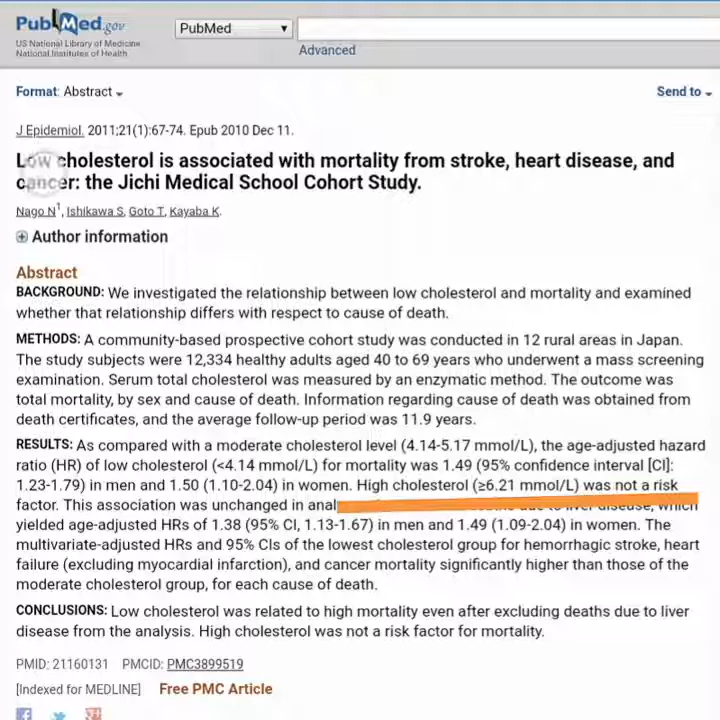 PubMed.gov
US National Library of Medicine
National Institutes of Health
PubMed
Advanced
Format: Abstract
Send to
J Epidemiol. 2011;21(1):67-74. Epub 2010 Dec 11.
Low cholesterol is associated with mortality from stroke, heart disease, and
cancer: the Jichi Medical School Cohort Study.
Nago N1, Ishikawa S, Goto T, Kayaba K.
Author information
Abstract
BACKGROUND: We investigated the relationship between low cholesterol and mortality and examined
whether that relationship differs with respect to cause of death.
METHODS: A community-based prospective cohort study was conducted in 12 rural areas in Japan.
The study subjects were 12,334 healthy adults aged 40 to 69 years who underwent a mass screening
examination. Serum total cholesterol was measured by an enzymatic method. The outcome was
total mortality, by sex and cause of death. Information regarding cause of death was obtained from
death certificates, and the average follow-up period was 11.9 years.
RESULTS: As compared with a moderate cholesterol level (4.14-5.17 mmol/L), the age-adjusted hazard
ratio (HR) of low cholesterol (<4.14 mmol/L) for mortality was 1.49 (95% confidence interval [CI]:
1.23-1.79) in men and 1.50 (1.10-2.04) in women. High cholesterol (≥6.21 mmol/L) was not a risk
factor. This association was unchanged in due to liver disease, which
yielded age-adjusted HRs of 1.38 (95% CI, 1.13-1.67) in men and 1.49 (1.09-2.04) in women. The
multivariate-adjusted HRs and 95% CIs of the lowest cholesterol group for hemorrhagic stroke, heart
failure (excluding myocardial infarction), and cancer mortality significantly higher than those of the
moderate cholesterol group, for each cause of death.
CONCLUSIONS: Low cholesterol was related to high mortality even after excluding deaths due to liver
disease from the analysis. High cholesterol was not a risk factor for mortality.
PMID: 21160131 PMCID: PMC3899519
[Indexed for MEDLINE] Free PMC Article